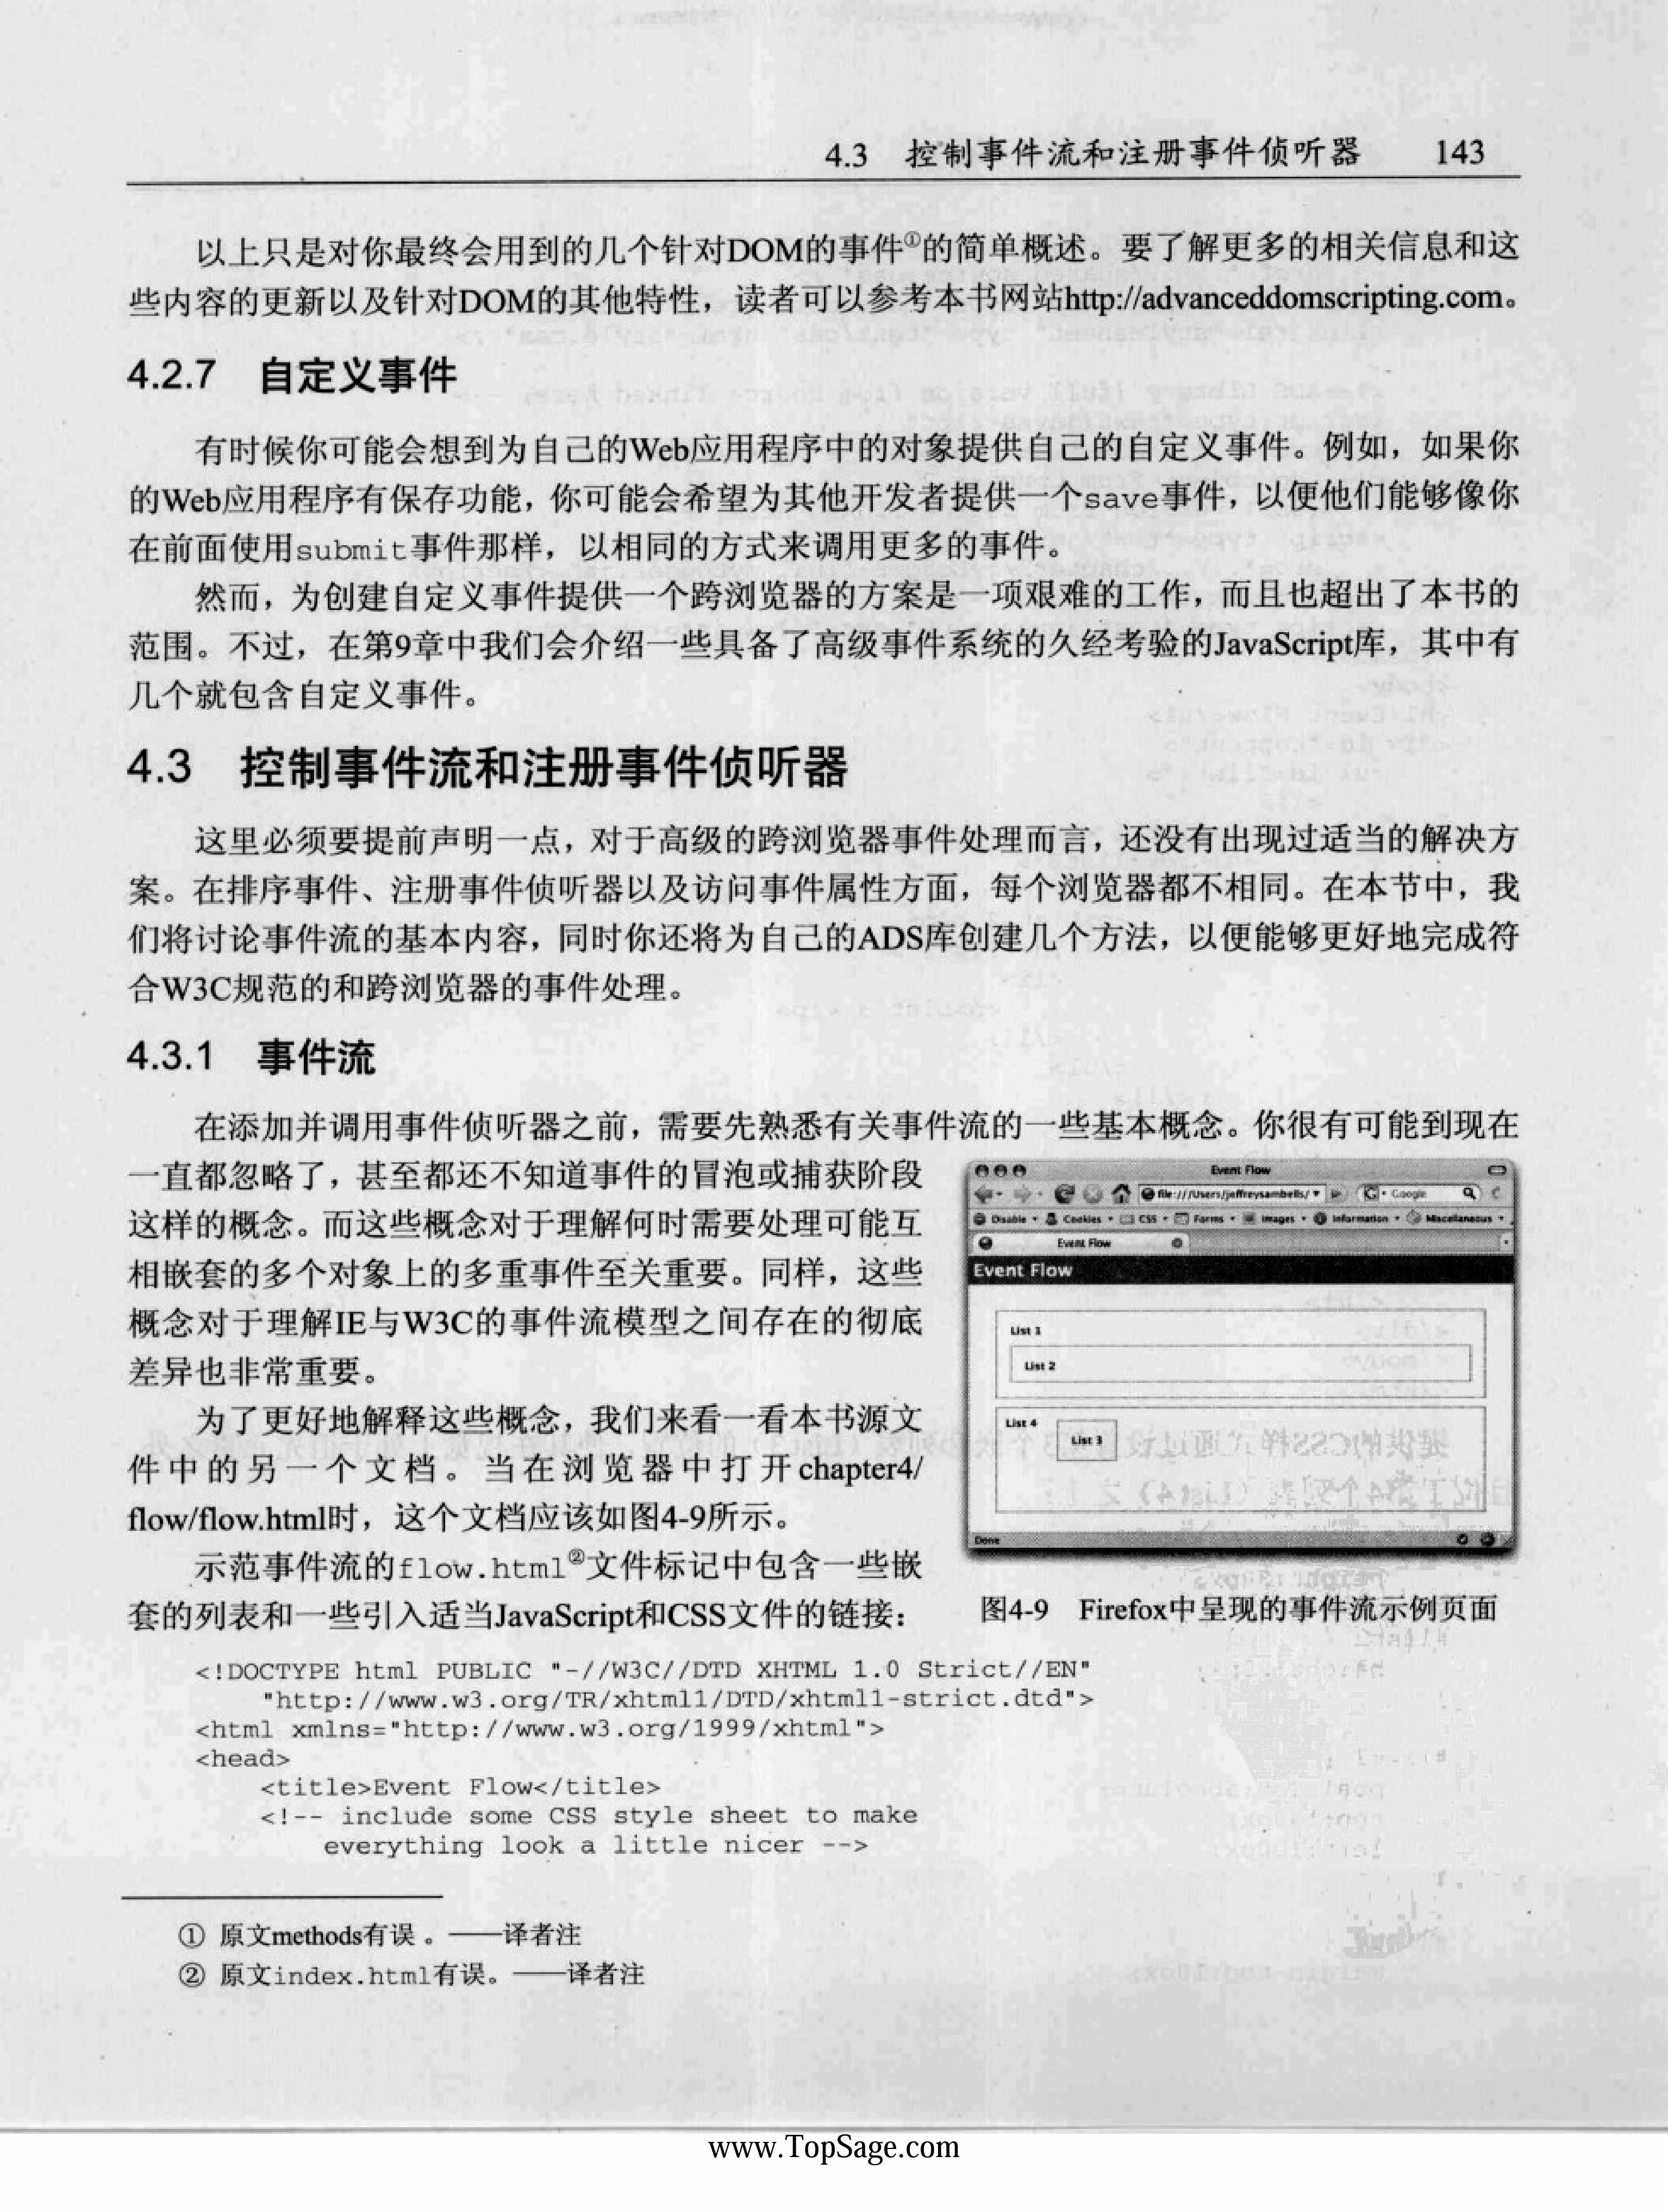 4.3 控制事件流和注册事件侦听器 143
以上只是对你最终会用到的几个针对DOM的事件①的简单概述。要了解更多的相关信息和这
些内容的更新以及针对DOM的其他特性，读者可以参考本书网站http://advanceddomscripting.com。
4.2.7 自定义事件
有时候你可能会想到为自己的Web应用程序中的对象提供自己的自定义事件。例如，如果你
的Web应用程序有保存功能，你可能会希望为其他开发者提供一个save事件，以便他们能够像你
在前面使用submit事件那样，以相同的方式来调用更多的事件。
然而，为创建自定义事件提供一个跨浏览器的方案是一项艰难的工作，而且也超出了本书的
范围。不过，在第9章中我们会介绍一些具备了高级事件系统的久经考验的JavaScript库，其中有
几个就包含自定义事件。
4.3 控制事件流和注册事件侦听器
这里必须要提前声明一点，对于高级的跨浏览器事件处理而言，还没有出现过适当的解决方
案。在排序事件、注册事件侦听器以及访问事件属性方面，每个浏览器都不相同。在本节中，我
们将讨论事件流的基本内容，同时你还将为自己的ADS库创建几个方法，以便能够更好地完成符
合W3C规范的和跨浏览器的事件处理。
4.3.1 事件流
在添加并调用事件侦听器之前，需要先熟悉有关事件流的一些基本概念。你很有可能到现在
一直都忽略了，甚至都还不知道事件的冒泡或捕获阶段
这样的概念。而这些概念对于理解何时需要处理可能互
相嵌套的多个对象上的多重事件至关重要。同样，这些
概念对于理解IE与W3C的事件流模型之间存在的彻底
差异也非常重要。
为了更好地解释这些概念，我们来看一看本书源文
件中的另一个文档。当在浏览器中打开chapter4/
flow/flow.html时，这个文档应该如图4-9所示。
示范事件流的flow.html②文件标记中包含一些嵌
套的列表和一些引入适当JavaScript和CSS文件的链接：
Event Flow
file:///Users/jeffreysambells/ Google
Disable Cookies CSS Forms Images Information Miscellaneous
Event Flow
Event Flow
List 1
List 2
List 4
List 3
Done
图4-9 Firefox中呈现的事件流示例页面
<!DOCTYPE html PUBLIC "-//W3C//DTD XHTML 1.0 Strict//EN"
"http://www.w3.org/TR/xhtml1/DTD/xhtml1-strict.dtd">
<html xmlns="http://www.w3.org/1999/xhtml">
<head>
<title>Event Flow</title>
<!-- include some CSS style sheet to make
everything look a little nicer -->
① 原文methods有误。——译者注
② 原文index.html有误。——译者注
www.TopSage.com